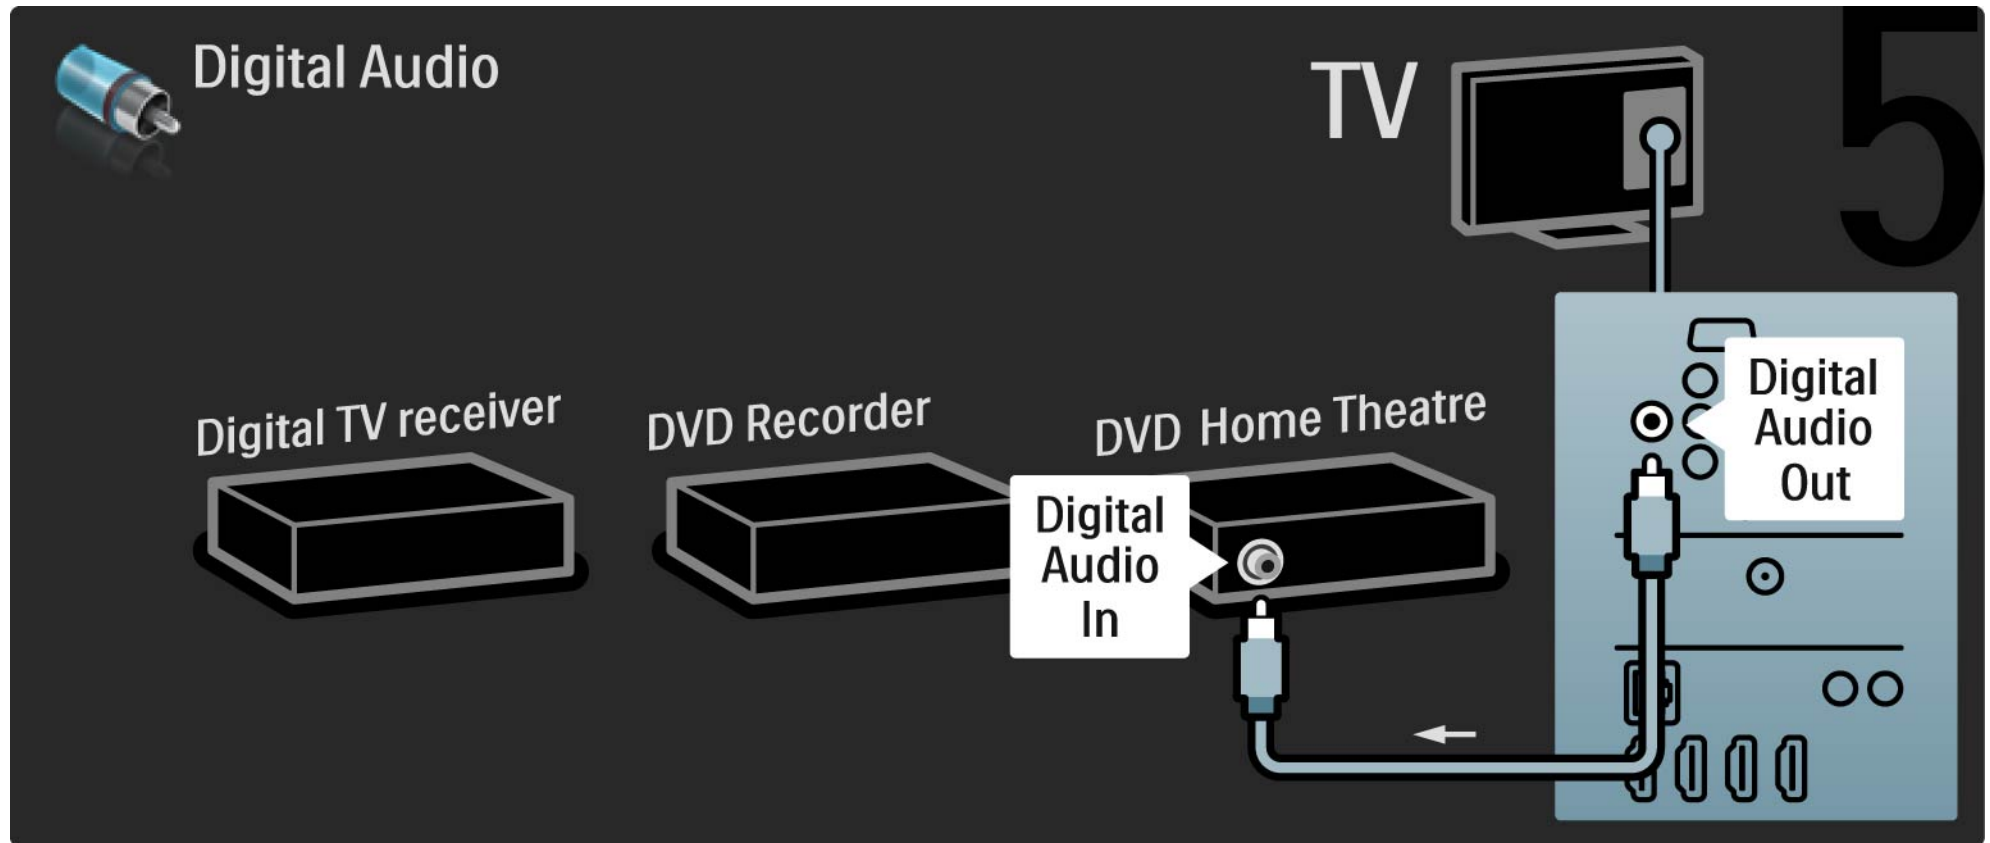 Digital Audio
TV
5
Digital TV receiver
DVD Recorder
DVD Home Theatre
Digital
Audio
In
Digital
Audio
Out